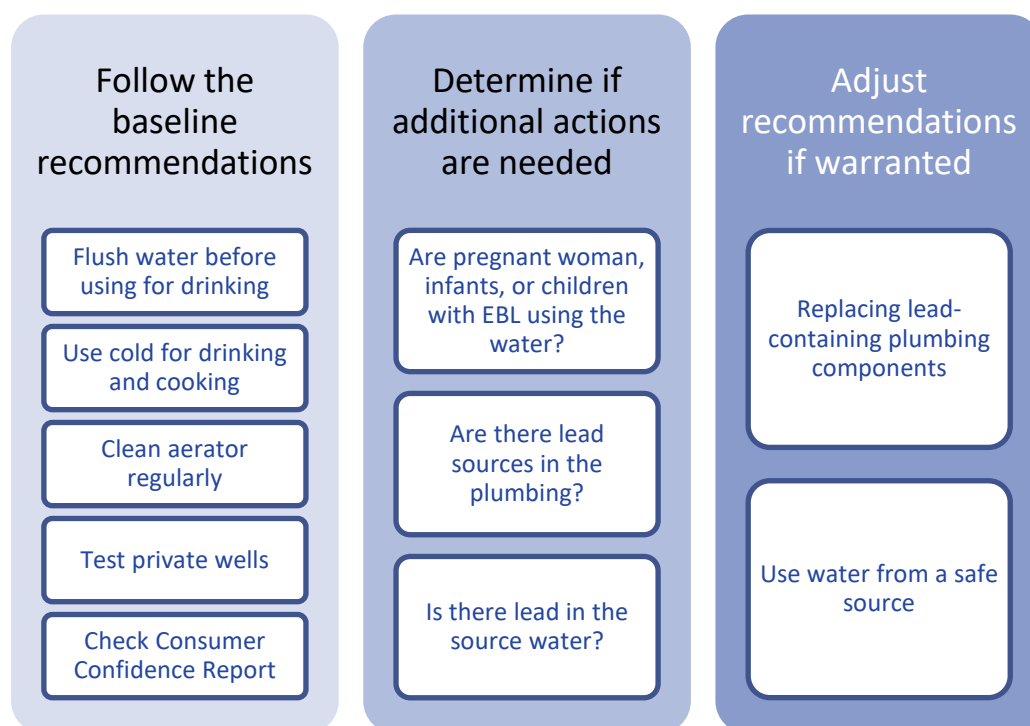 Follow the
baseline
recommendations
Flush water before
using for drinking
Use cold for drinking
and cooking
Clean aerator
regularly
Test private wells
Check Consumer
Confidence Report
Determine if
additional actions
are needed
Are pregnant woman,
infants, or children
with EBL using the
water?
Are there lead
sources in the
plumbing?
Is there lead in the
source water?
Adjust
recommendations
if warranted
Replacing lead-
containing plumbing
components
Use water from a safe
source